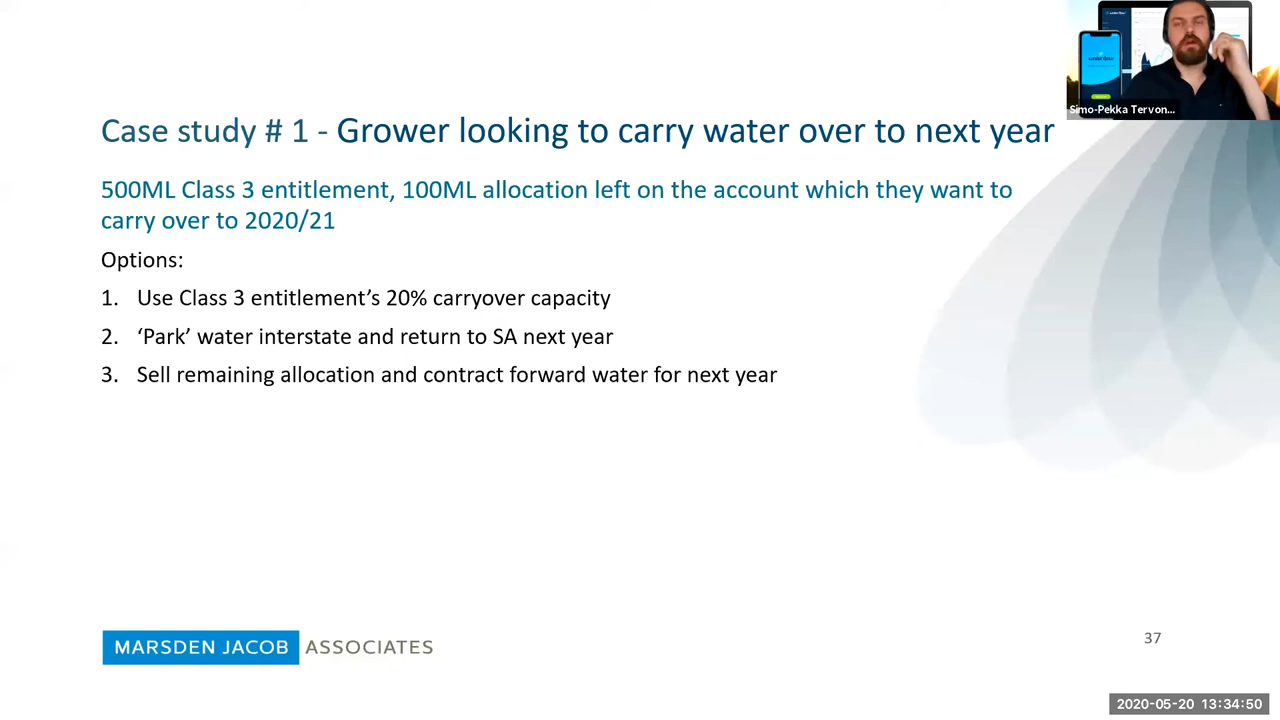 Case study # 1 - Grower looking to carry water over to next year
500ML Class 3 entitlement, 100ML allocation left on the account which they want to
carry over to 2020/21
Options:
1. Use Class 3 entitlement’s 20% carryover capacity
2. ‘Park’ water interstate and return to SA next year
3. Sell remaining allocation and contract forward water for next year
Simo-Pekka Tervon...
MARSDEN JACOB ASSOCIATES
37
2020-05-20 13:34:50